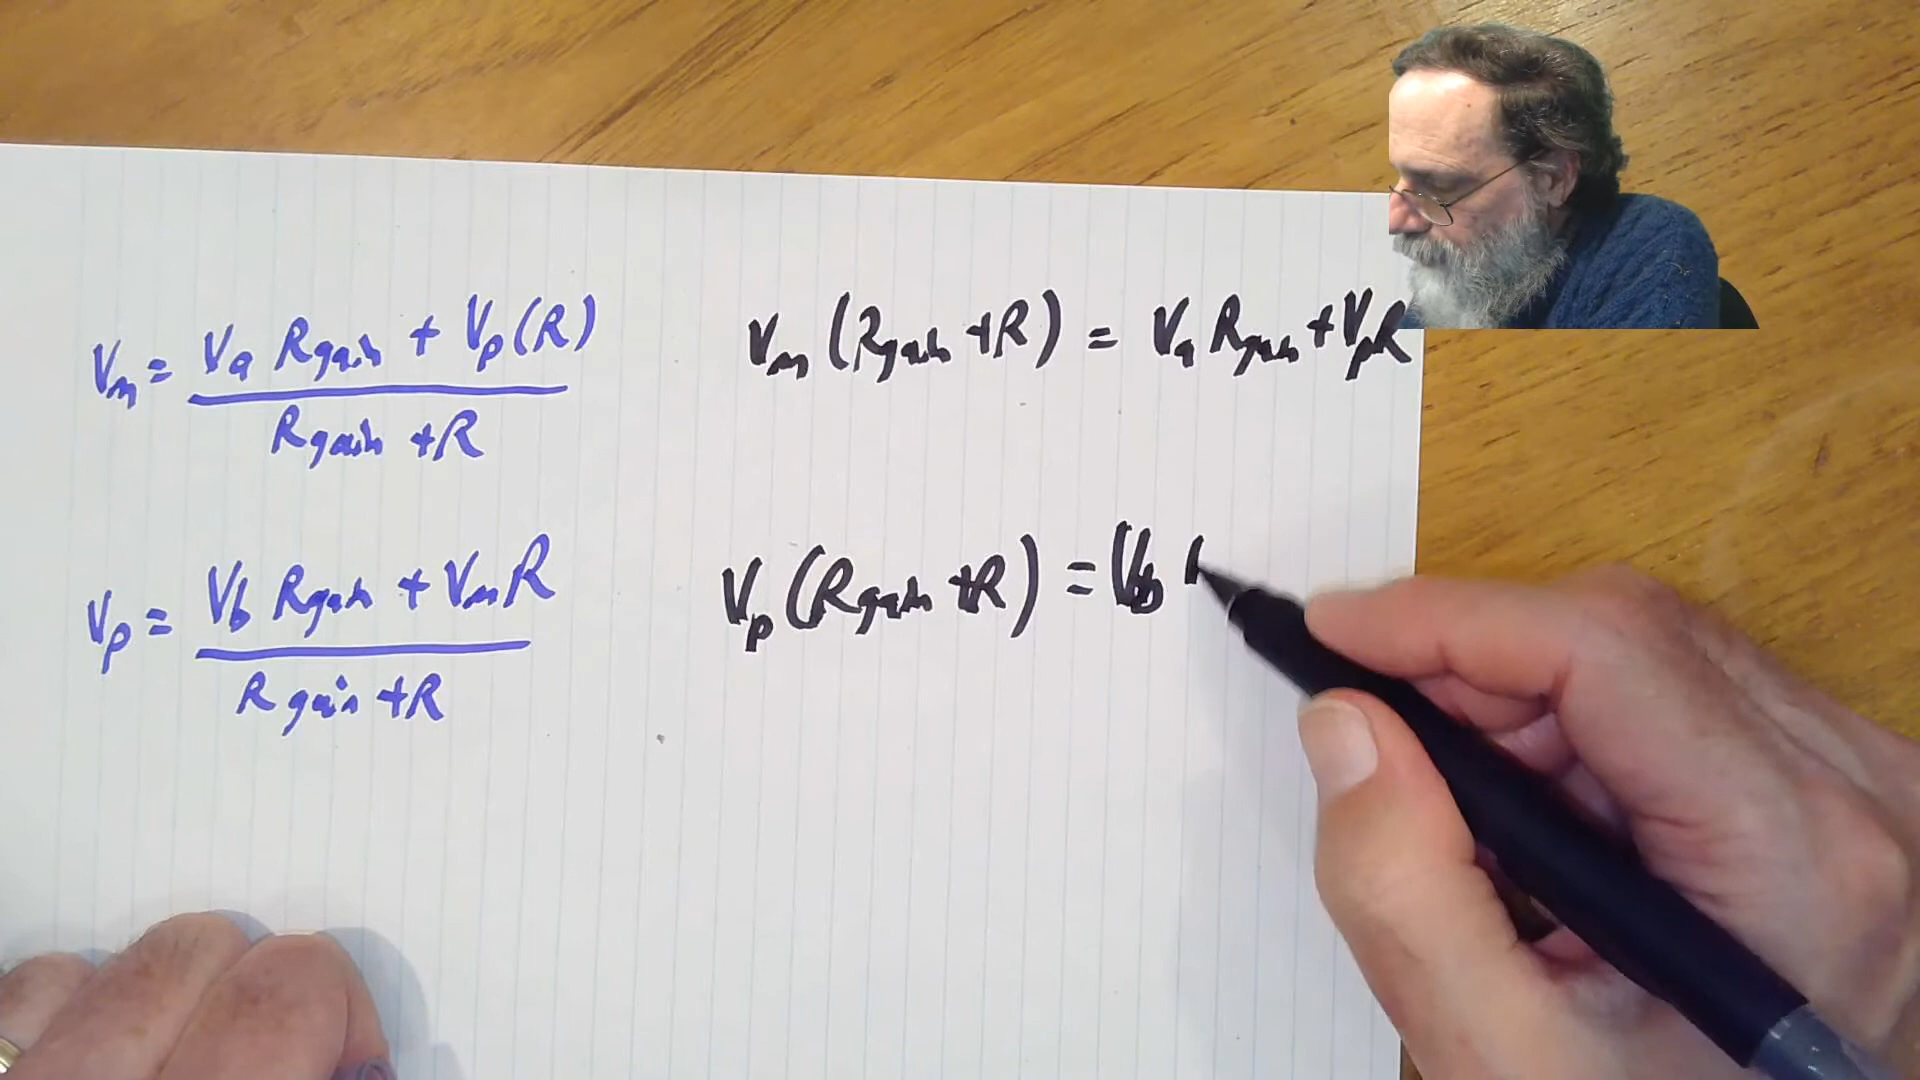 Vm = Va Rgain + Vp(R)
Rgain + R
Vm (Rgain + R) = Va Rgain + VpR
Vp = Vb Rgain + VmR
Rgain + R
Vp (Rgain + R) = (Vb